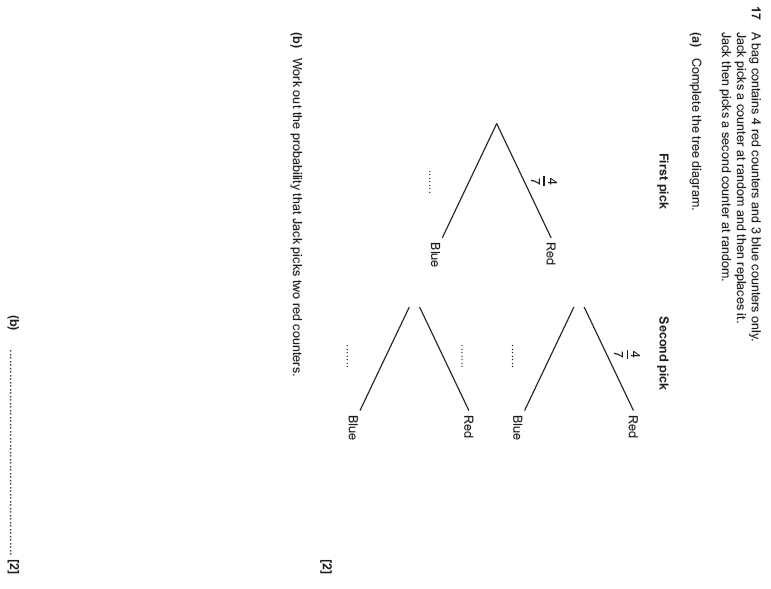 17 A bag contains 4 red counters and 3 blue counters only.
Jack picks a counter at random and then replaces it.
Jack then picks a second counter at random.
(a) Complete the tree diagram.
First pick Second pick
4
7
Red
4
7
Red
.......
Blue
.......
Blue
.......
Red
.......
Blue
[2]
(b) Work out the probability that Jack picks two red counters.
(b) .......................................................... [2]